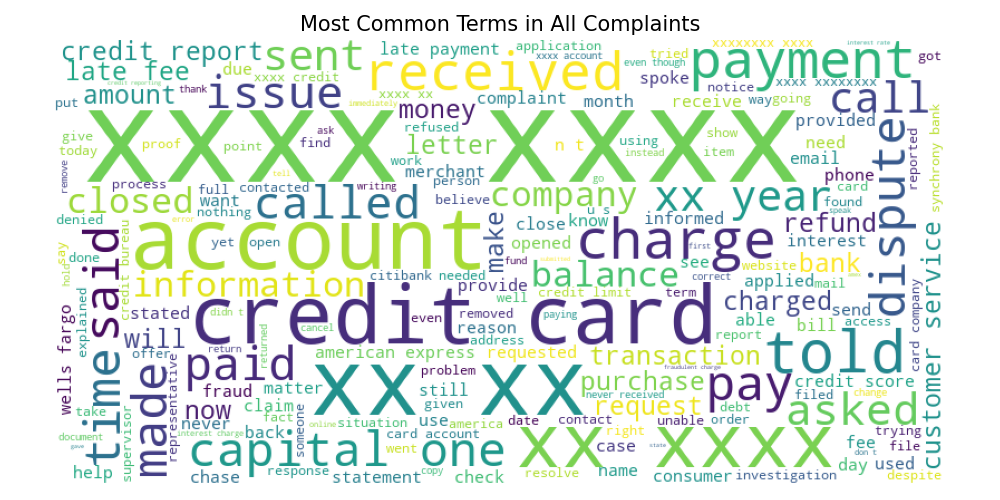 Most Common Terms in All Complaints
credit report
sent
late payment
application
xxxx account
even though
tried
xxxxxxxx xxxx
interest rate
got
late fee
due
xxxx credit
received
spoke
payment
notice
xxxx xxxxxxxx
credit reporting
thank
put
amount
issue
xxxx xx
immediately
money
complaint
month
receive
way
going
call
provided
give
today
XXXX XXXX
proof
point
ask
find
refused
letter
work
merchant
n t
using
instead
show
item
need
email
phone
dispute
reported
synchrony bank
remove
process
tell
writing
person
go
card
found
speak
closed
full
contacted
want
nothing
called
believe
company
xx year
denied
error
close
know
u s
informed
refund
say
hold
done
said
credit bureau
account
yet
open
make
opened
charge
first
see
interest
website
bank
information
citibank
needed
fund
submitted
provide
balance
correct
term
applied
mail
wells fargo
explained
stated
didn t
credit card
well
credit limit
removed
paying
charged
send
will
cancel
even
reason
address
able
bill
access
report
card company
customer service
time
offer
return
returned
american express
requested
transaction
told
made
representative
paid
problem
fraudulent charge
fraud
matter
xx xx
still
given
never received
purchase
pay
credit score
filed
change
take
now
claim
fact
someone
request
debt
asked
never
online
situation
use
america
date
contact
unable
order
trying
file
document
gave
supervisor
interest charge
back
capital one
card account
went
right
xx xxxx
case
state
fee
don t
day
used
help
chase
response
statement
copy
check
resolve
name
consumer
investigation
despite